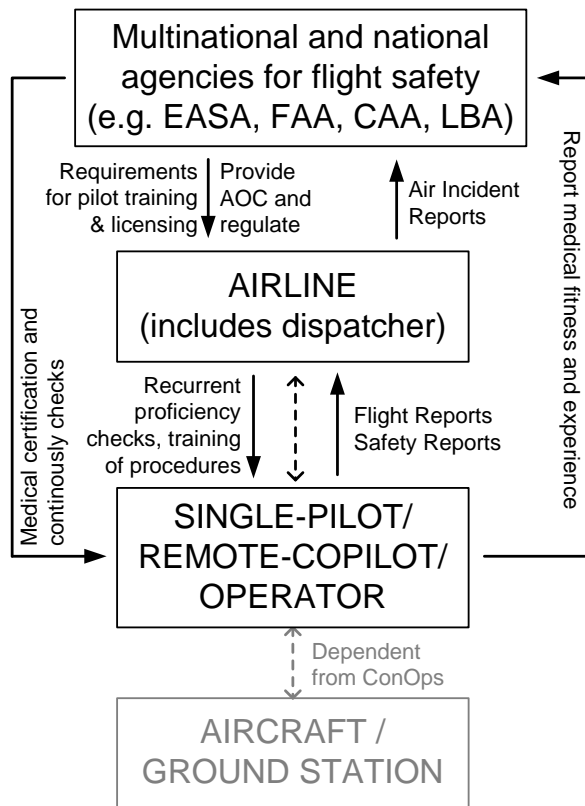 Multinational and national
agencies for flight safety
(e.g. EASA, FAA, CAA, LBA)
Requirements
for pilot training
& licensing
Provide
AOC and
regulate
Air Incident
Reports
AIRLINE
(includes dispatcher)
Medical certification and
continously checks
Report medical fitness and experience
Recurrent
proficiency
checks, training
of procedures
Flight Reports
Safety Reports
SINGLE-PILOT/
REMOTE-COPILOT/
OPERATOR
Dependent
from ConOps
AIRCRAFT /
GROUND STATION